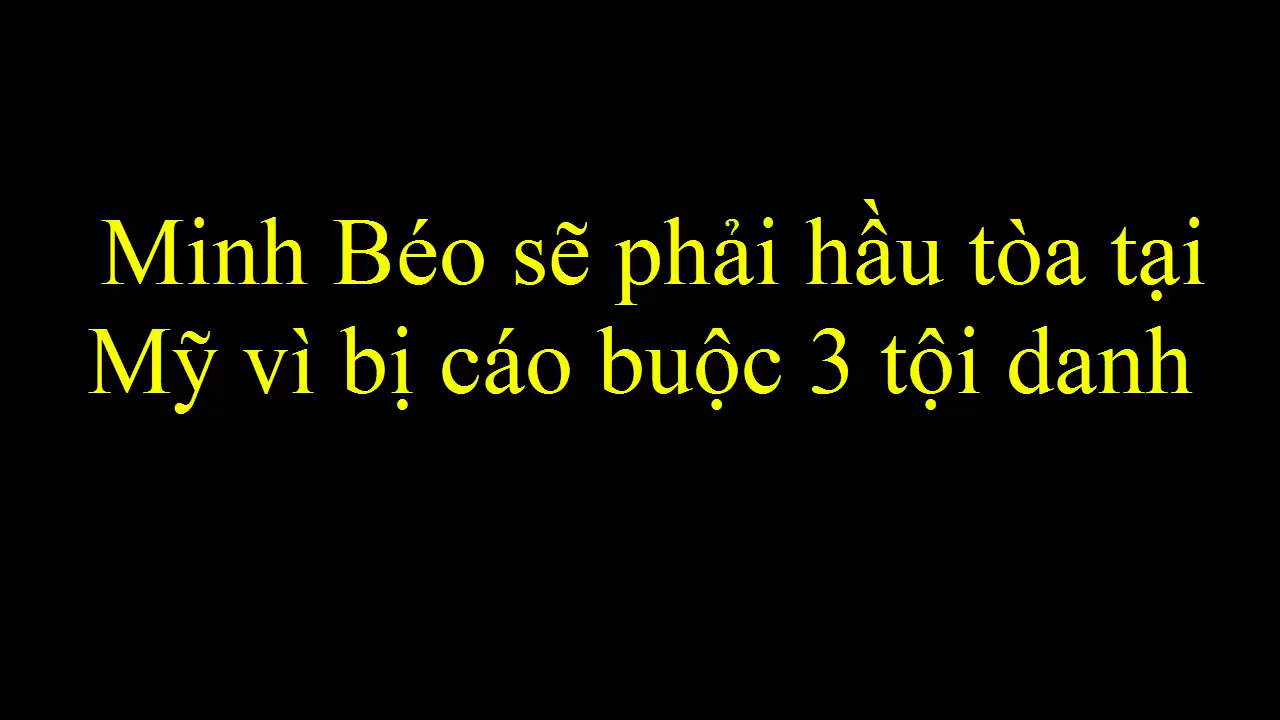 Minh Béo sẽ phải hầu tòa tại
Mỹ vì bị cáo buộc 3 tội danh